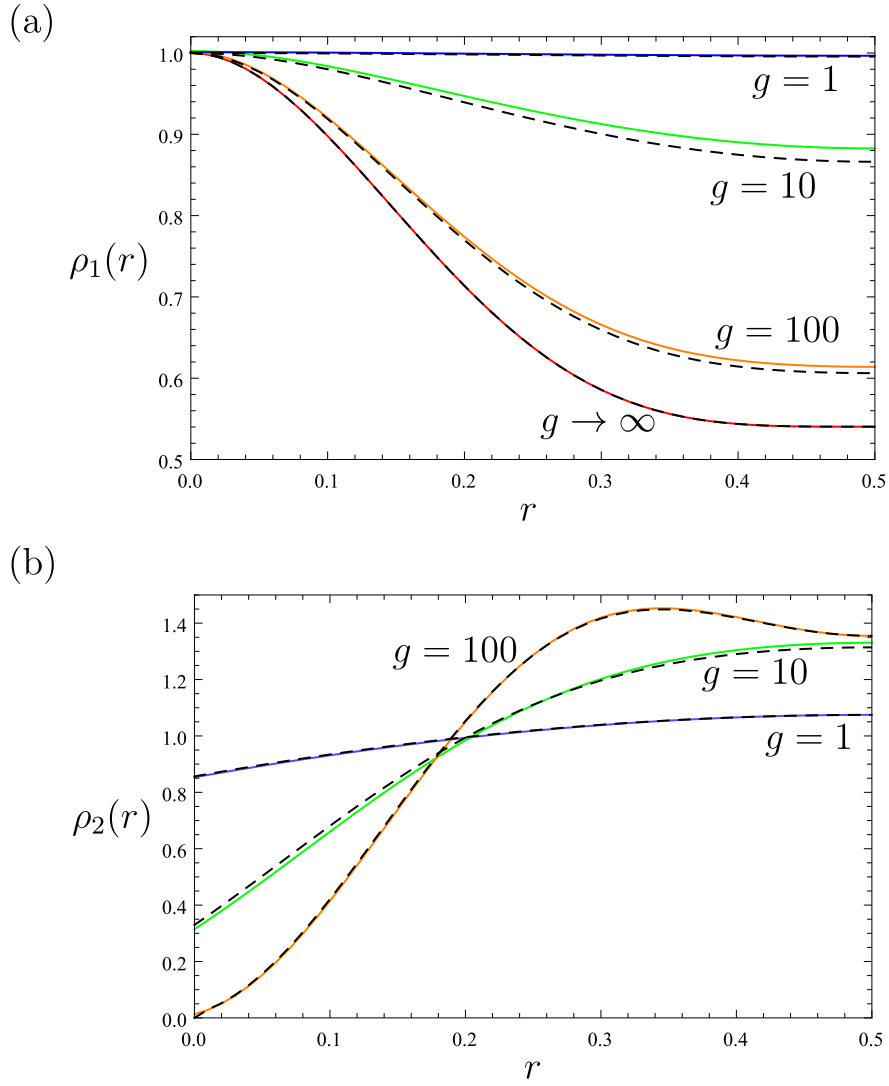 (a)
1.0
0.9
0.8
0.7
0.6
0.5
ρ₁(r)
g = 1
g = 10
g = 100
g → ∞
0.0 0.1 0.2 0.3 0.4 0.5
r
(b)
1.4
1.2
1.0
0.8
0.6
0.4
0.2
0.0
ρ₂(r)
g = 100
g = 10
g = 1
0.0 0.1 0.2 0.3 0.4 0.5
r